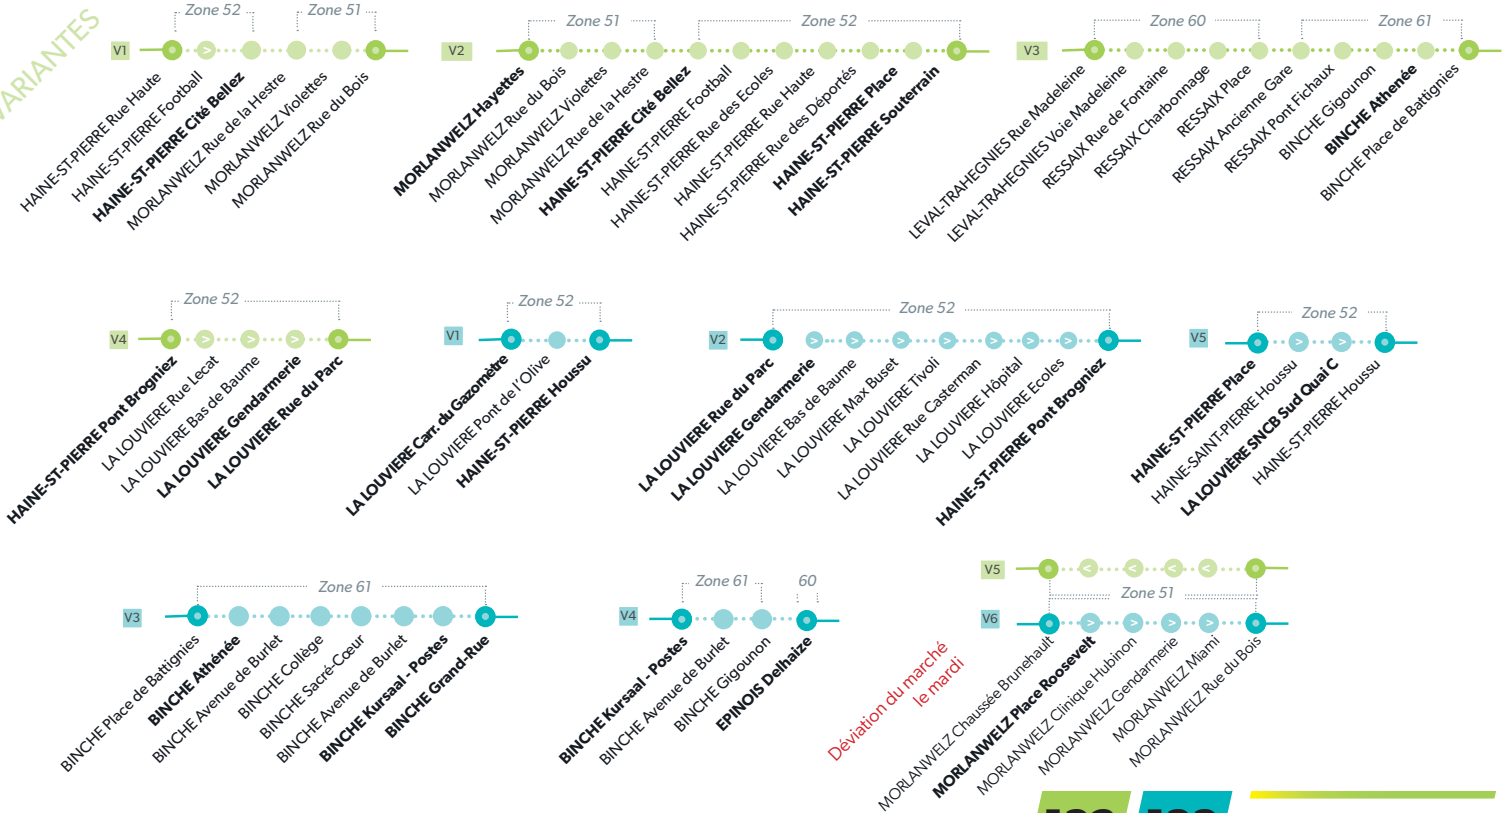 VARIANTES
Zone 52
Zone 51
V1
HAINE-ST-PIERRE Rue Haute
HAINE-ST-PIERRE Football
HAINE-ST-PIERRE Cité Bellez
MORLANWELZ Rue de la Hestre
MORLANWELZ Violettes
MORLANWELZ Rue du Bois
Zone 51
Zone 52
V2
MORLANWELZ Hayettes
MORLANWELZ Rue du Bois
MORLANWELZ Violettes
MORLANWELZ Rue de la Hestre
HAINE-ST-PIERRE Cité Bellez
HAINE-ST-PIERRE Football
HAINE-ST-PIERRE Rue des Ecoles
HAINE-ST-PIERRE Rue Haute
HAINE-ST-PIERRE Rue des Déportés
HAINE-ST-PIERRE Place
HAINE-ST-PIERRE Souterrain
Zone 60
Zone 61
V3
LEVAL-TRAHEGNIES Rue Madeleine
LEVAL-TRAHEGNIES Voie Madeleine
RESSAIX Rue de Fontaine
RESSAIX Charbonnage
RESSAIX Place
RESSAIX Ancienne Gare
RESSAIX Pont Fichaux
BINCHE Gigounon
BINCHE Athenée
BINCHE Place de Battignies
Zone 52
V4
HAINE-ST-PIERRE Pont Brogniez
LA LOUVIERE Rue Lecat
LA LOUVIERE Bas de Baume
LA LOUVIERE Gendarmerie
LA LOUVIERE Rue du Parc
Zone 52
V1
LA LOUVIERE Carr. du Gazomètre
LA LOUVIERE Pont de l'Olive
HAINE-ST-PIERRE Houssu
Zone 52
V2
LA LOUVIERE Rue du Parc
LA LOUVIERE Gendarmerie
LA LOUVIERE Bas de Baume
LA LOUVIERE Max Buset
LA LOUVIERE Tivoli
LA LOUVIERE Rue Casterman
LA LOUVIERE Hôpital
LA LOUVIERE Ecoles
HAINE-ST-PIERRE Pont Brogniez
Zone 52
V5
HAINE-ST-PIERRE Place
HAINE-SAINT-PIERRE Houssu
LA LOUVIÈRE SNCB Sud Quai C
HAINE-ST-PIERRE Houssu
Zone 61
V3
BINCHE Place de Battignies
BINCHE Athénée
BINCHE Avenue de Burlet
BINCHE Collège
BINCHE Sacré-Cœur
BINCHE Avenue de Burlet
BINCHE Kursaal - Postes
BINCHE Grand-Rue
Zone 61
60
V4
BINCHE Kursaal - Postes
BINCHE Avenue de Burlet
BINCHE Gigounon
EPINOIS Delhaize
V5
Zone 51
V6
Déviation du marché
le mardi
MORLANWELZ Chaussée Brunehault
MORLANWELZ Place Roosevelt
MORLANWELZ Clinique Hubinon
MORLANWELZ Gendarmerie
MORLANWELZ Miami
MORLANWELZ Rue du Bois